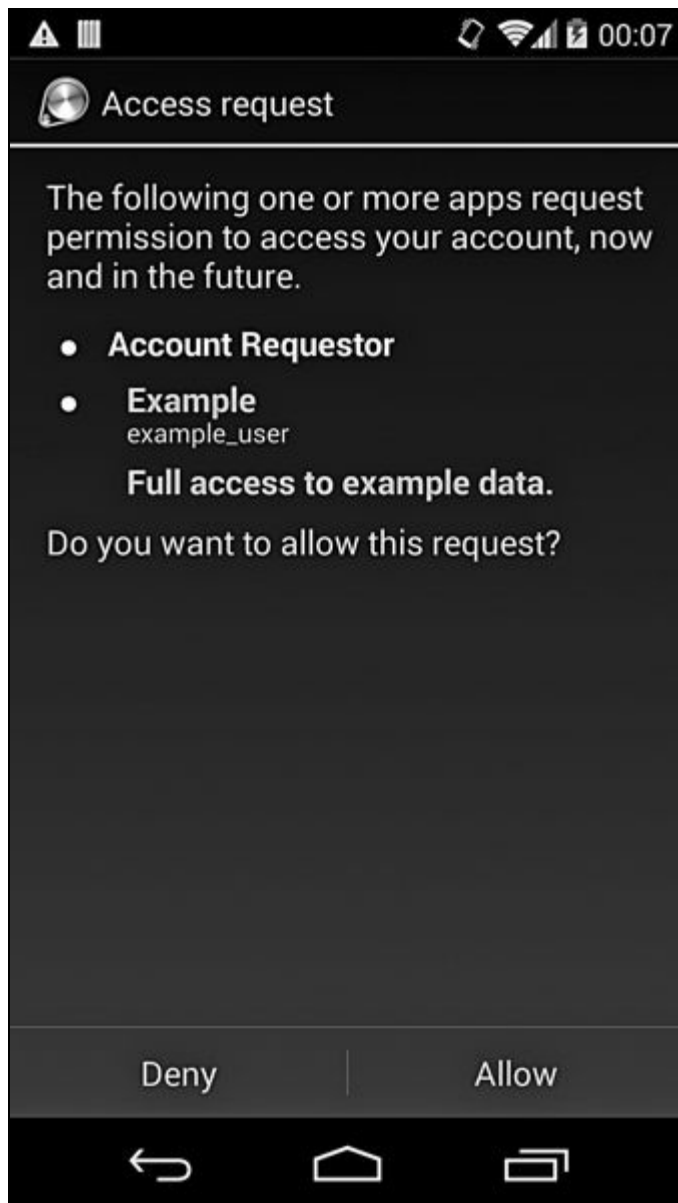 00:07
Access request
The following one or more apps request
permission to access your account, now
and in the future.
Account Requestor
Example
example_user
Full access to example data.
Do you want to allow this request?
Deny
Allow